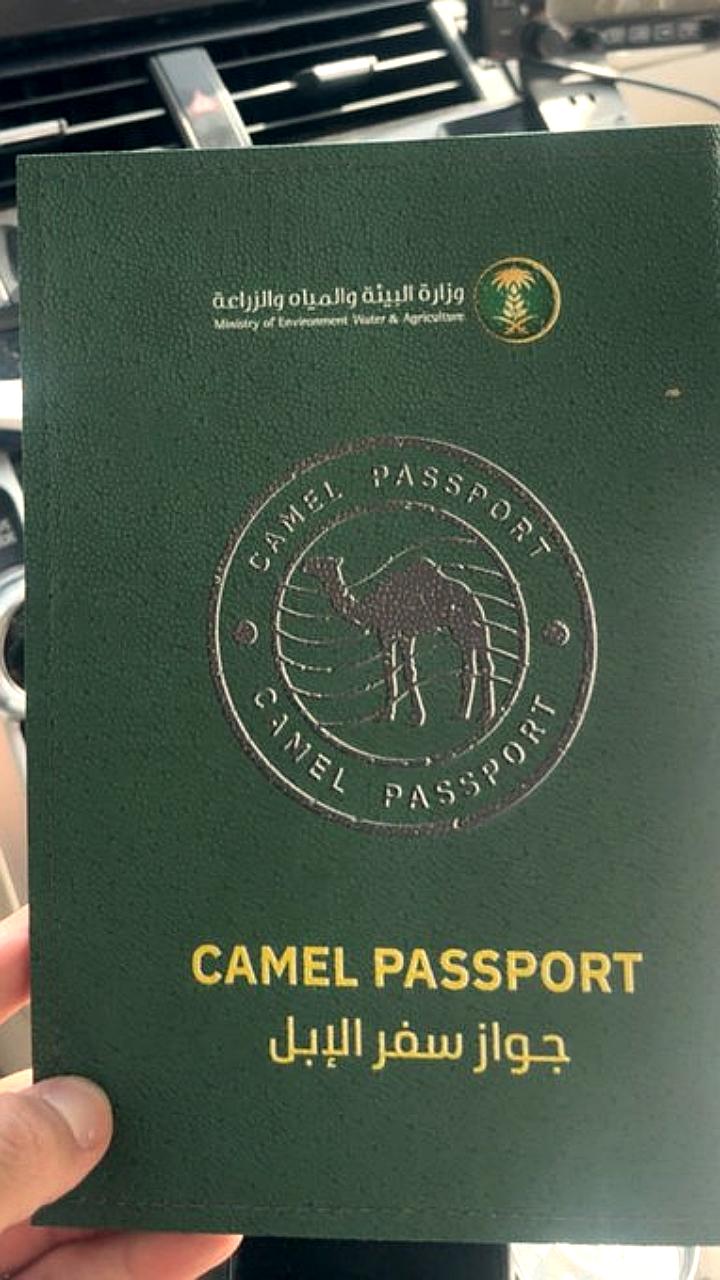 وزارة البيئة والمياه والزراعة
Ministry of Environment Water & Agriculture
CAMEL PASSPORT
CAMEL PASSPORT
CAMEL PASSPORT
جواز سفر الإبل